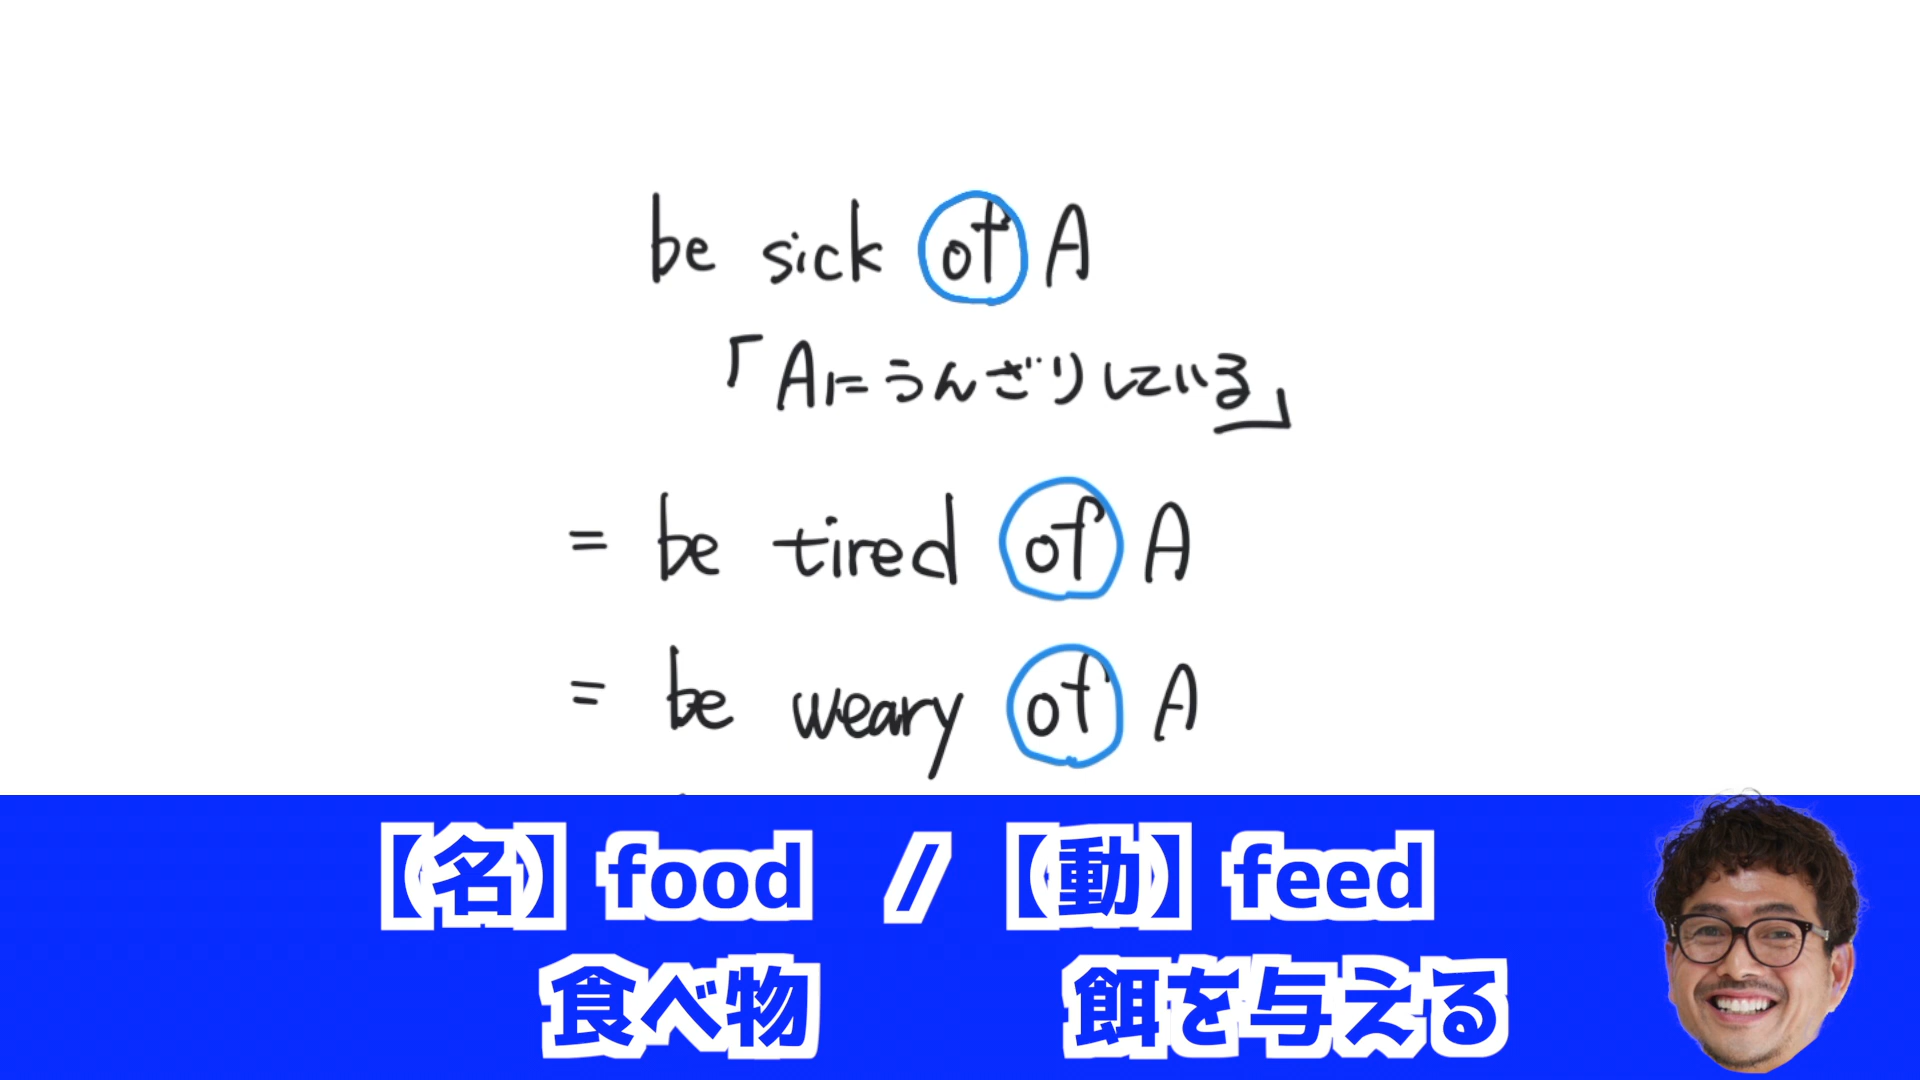 be sick of A
「Aにうんざりしている」
= be tired of A
= be weary of A
【名】food / 【動】feed
食べ物 餌を与える